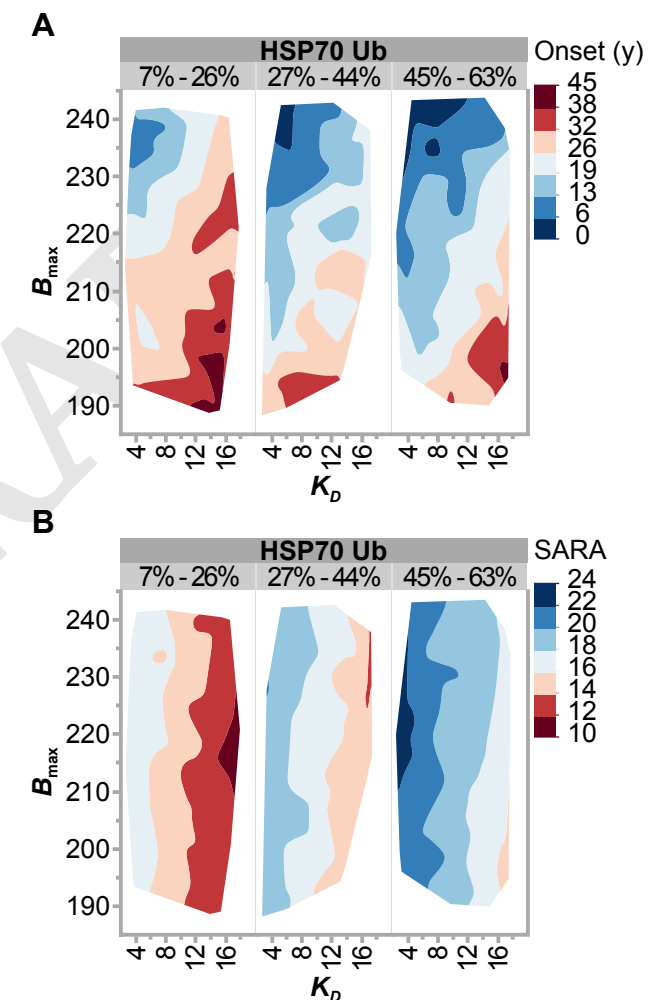 A
HSP70 Ub
7% - 26% 27% - 44% 45% - 63%
Onset (y)
45
38
32
26
19
13
6
0
240
230
220
210
200
190
Bmax
4 8 12 16 4 8 12 16 4 8 12 16
KD
B
HSP70 Ub
7% - 26% 27% - 44% 45% - 63%
SARA
24
22
20
18
16
14
12
10
240
230
220
210
200
190
Bmax
4 8 12 16 4 8 12 16 4 8 12 16
KD